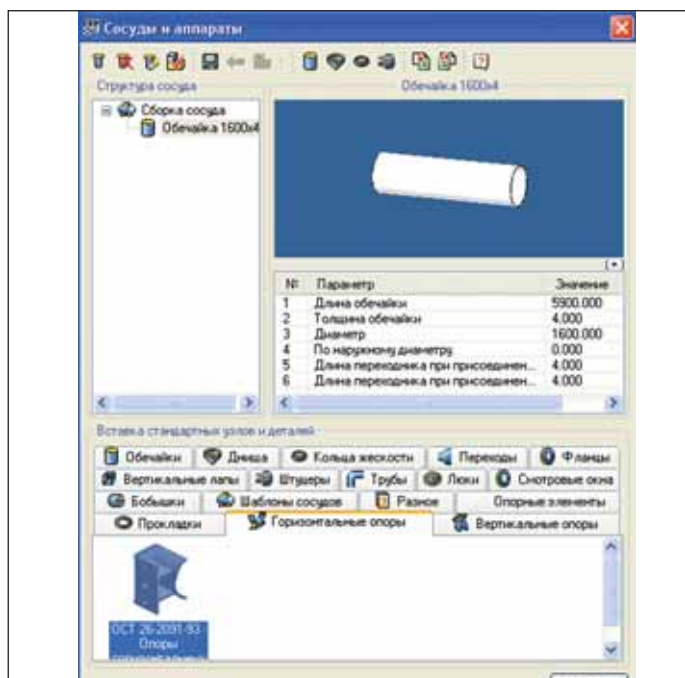 Сосуды и аппараты
Структура сосуда
Обечайка 1600x4
Сборка сосуда
Обечайка 1600x4
№ Параметр Значение
1 Длина обечайки 5900.000
2 Толщина обечайки 4.000
3 Диаметр 1600.000
4 По наружному диаметру 0.000
5 Длина переходника при присоединен... 4.000
6 Длина переходника при присоединен... 4.000
Вставка стандартных узлов и деталей
Обечайки Днища Кольца жескости Переходы Фланцы
Вертикальные лапы Штуцеры Трубы Люки Смотровые окна
Бобышки Шаблоны сосудов Разное Опорные элементы
Прокладки Горизонтальные опоры Вертикальные опоры
ОСТ 26-2091-93
Опоры